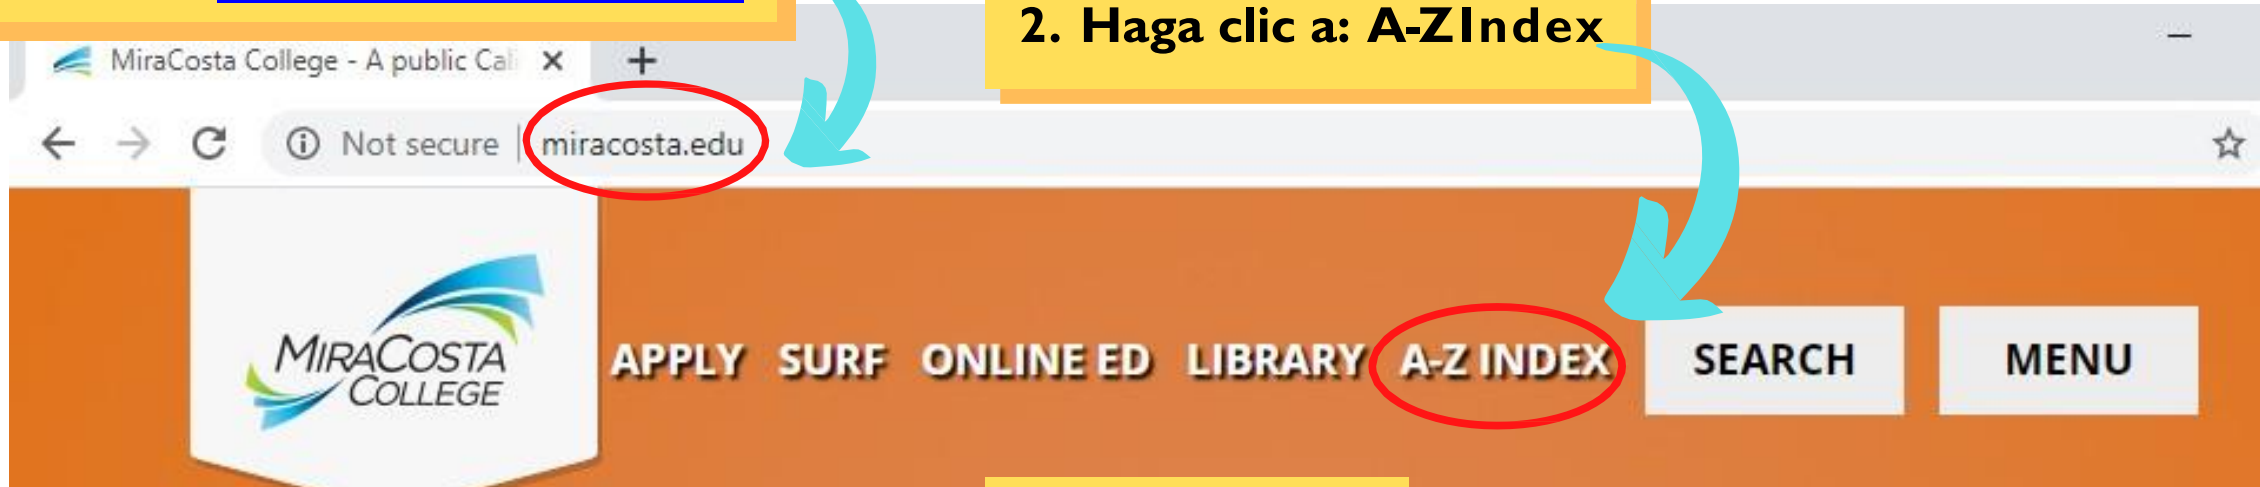 2. Haga clic a: A-ZIndex
MiraCosta College - A public Cali
Not secure | miracosta.edu
MIRACOSTA
COLLEGE
APPLY SURF ONLINE ED LIBRARY A-Z INDEX SEARCH MENU